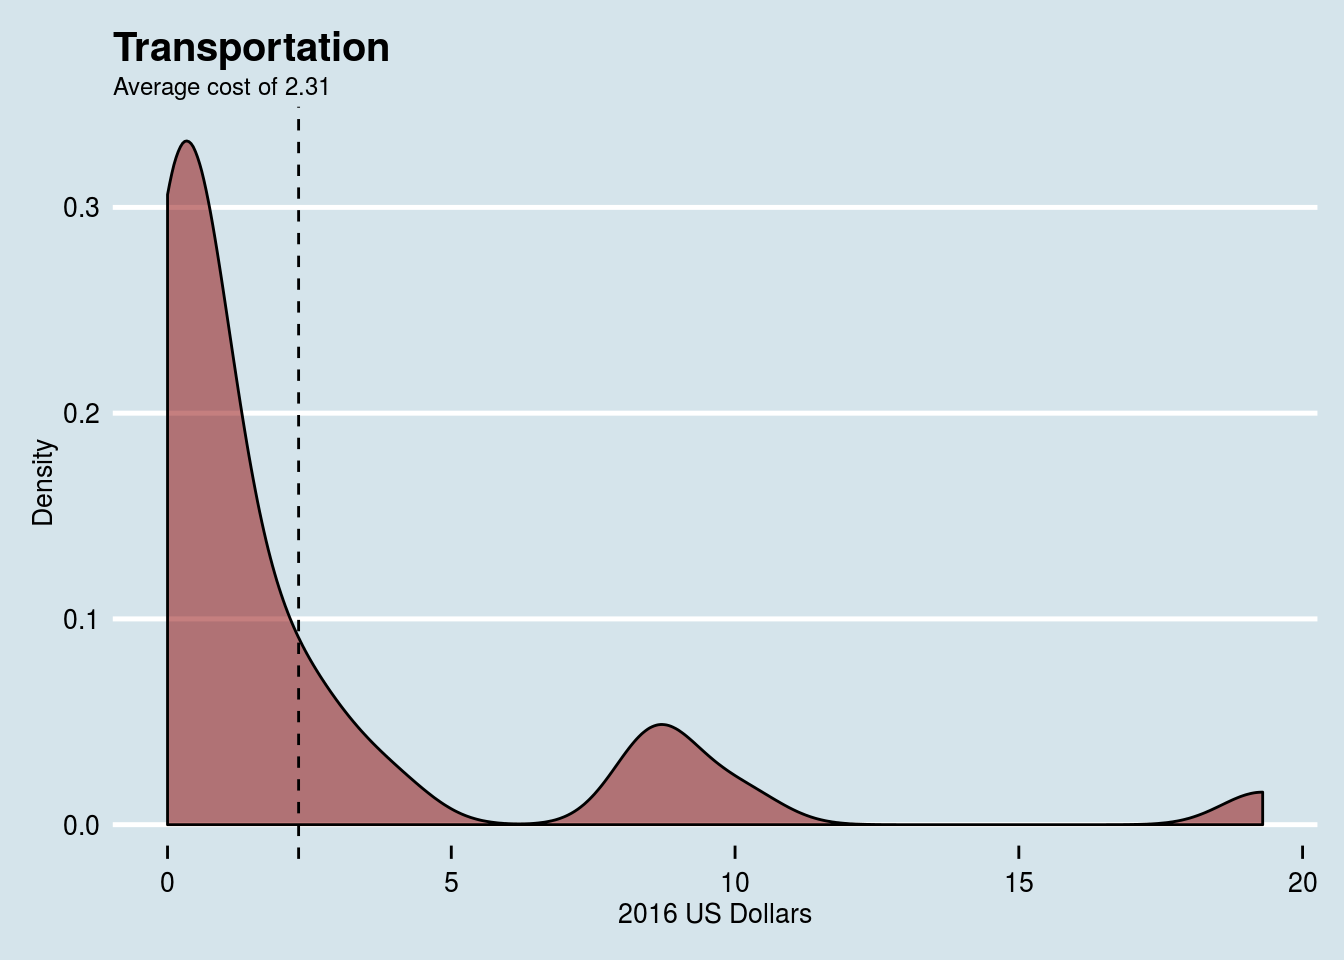 Transportation
Average cost of 2.31
0.3
0.2
0.1
0.0
Density
0 5 10 15 20
2016 US Dollars